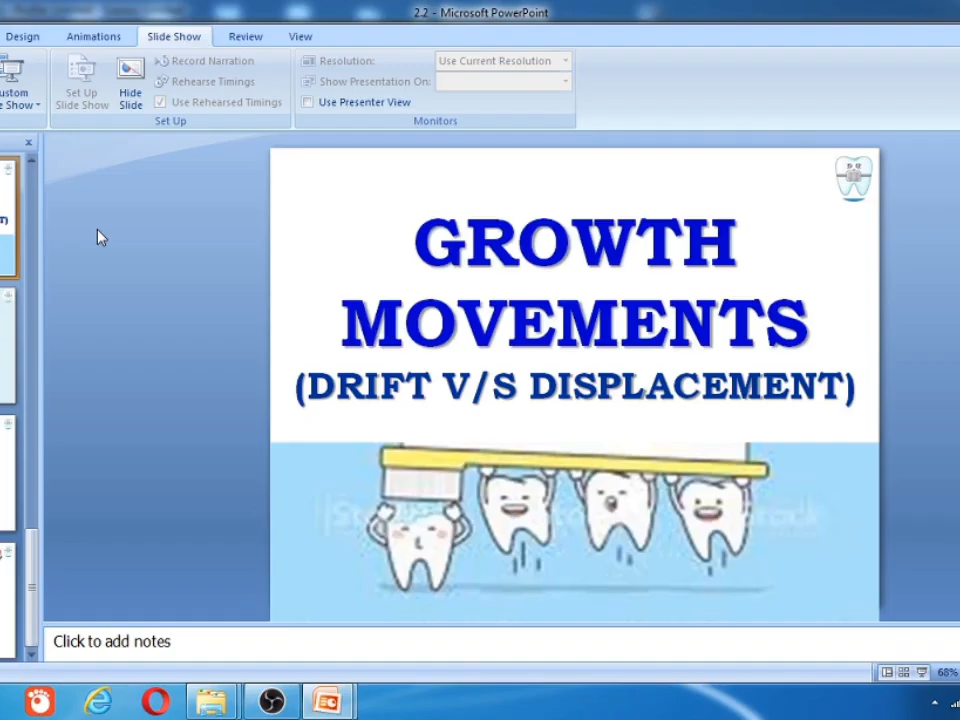 2.2 - Microsoft PowerPoint
Design Animations Slide Show Review View
Record Narration
Rehearse Timings
Use Rehearsed Timings
Set Up
Slide Show
Hide
Slide
Set Up
Resolution: Use Current Resolution
Show Presentation On:
Use Presenter View
Monitors
GROWTH
MOVEMENTS
(DRIFT V/S DISPLACEMENT)
Click to add notes
68%